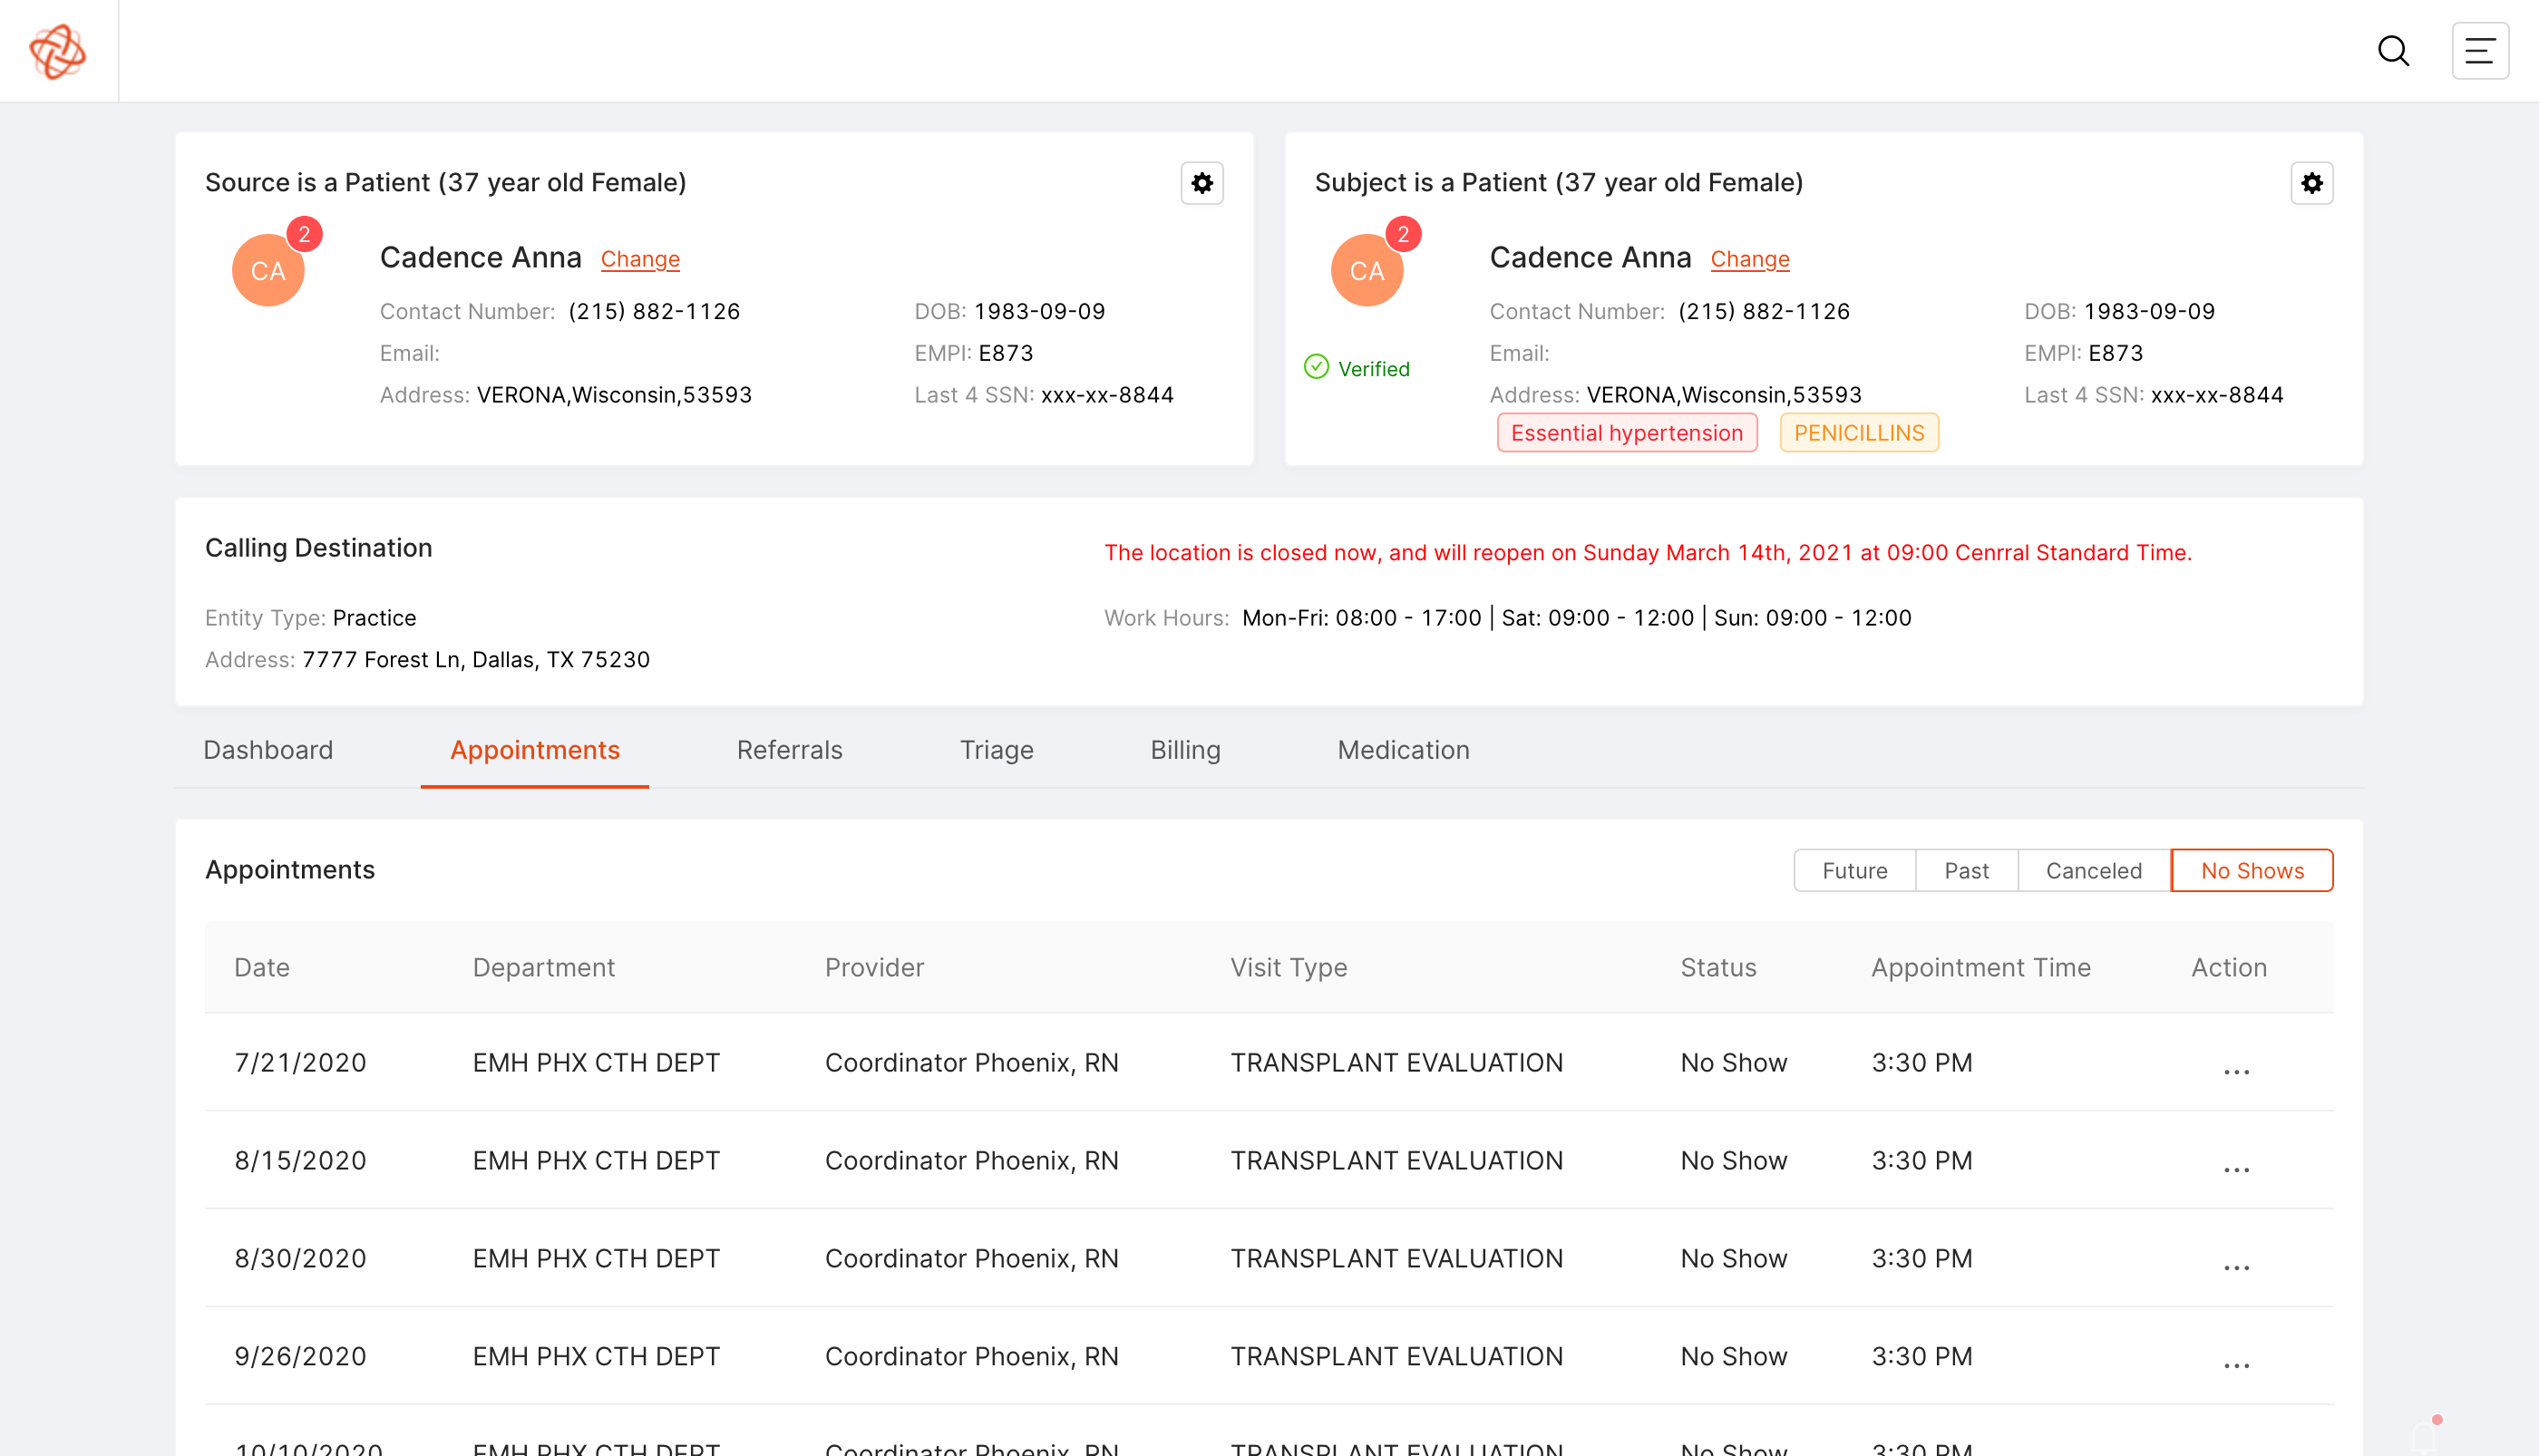 Source is a Patient (37 year old Female)
2
CA
Cadence Anna Change
Contact Number: (215) 882-1126 DOB: 1983-09-09
Email: EMPI: E873
Address: VERONA,Wisconsin,53593 Last 4 SSN: xxx-xx-8844
Subject is a Patient (37 year old Female)
2
CA
Verified
Cadence Anna Change
Contact Number: (215) 882-1126 DOB: 1983-09-09
Email: EMPI: E873
Address: VERONA,Wisconsin,53593 Last 4 SSN: xxx-xx-8844
Essential hypertension PENICILLINS
Calling Destination
The location is closed now, and will reopen on Sunday March 14th, 2021 at 09:00 Cenrral Standard Time.
Entity Type: Practice
Work Hours: Mon-Fri: 08:00 - 17:00 | Sat: 09:00 - 12:00 | Sun: 09:00 - 12:00
Address: 7777 Forest Ln, Dallas, TX 75230
Dashboard Appointments Referrals Triage Billing Medication
Appointments Future Past Canceled No Shows
Date Department Provider Visit Type Status Appointment Time Action
7/21/2020 EMH PHX CTH DEPT Coordinator Phoenix, RN TRANSPLANT EVALUATION No Show 3:30 PM ...
8/15/2020 EMH PHX CTH DEPT Coordinator Phoenix, RN TRANSPLANT EVALUATION No Show 3:30 PM ...
8/30/2020 EMH PHX CTH DEPT Coordinator Phoenix, RN TRANSPLANT EVALUATION No Show 3:30 PM ...
9/26/2020 EMH PHX CTH DEPT Coordinator Phoenix, RN TRANSPLANT EVALUATION No Show 3:30 PM ...
10/10/2020 EMH PHX CTH DEPT Coordinator Phoenix, RN TRANSPLANT EVALUATION No Show 3:30 PM